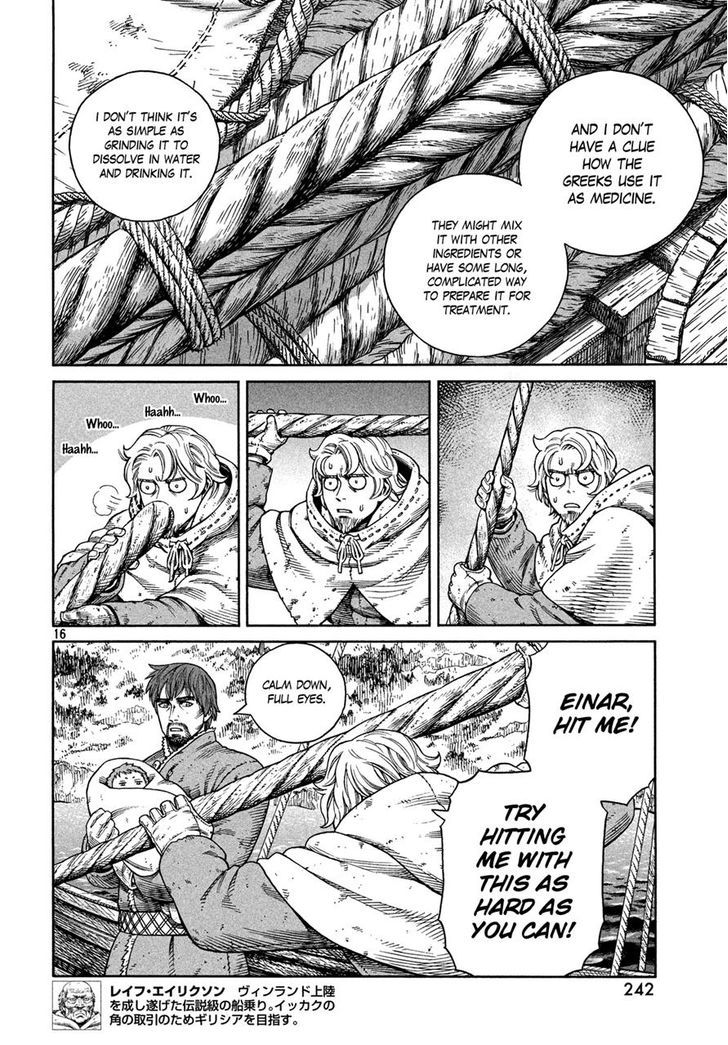 AND I DON'T
HAVE A CLUE
HOW THE
GREEKS USE IT
AS MEDICINE.
THEY MIGHT MIX
IT WITH OTHER
INGREDIENTS OR
HAVE SOME LONG,
COMPLICATED WAY
TO PREPARE IT FOR
TREATMENT.
I DON'T THINK IT'S
AS SIMPLE AS
GRINDING IT TO
DISSOLVE IN WATER
AND DRINKING IT.
Whoo...
Haahh...
Whoo...
Haahh...
16
EINAR,
HIT ME!
TRY
HITTING
ME WITH
THIS AS
HARD AS
YOU CAN!
CALM DOWN,
FULL EYES.
レイフ・エイリクソン ヴィンランド上陸
を成し遂げた伝説級の船乗り。イッカクの
角の取引のためギリシアを目指す。
242